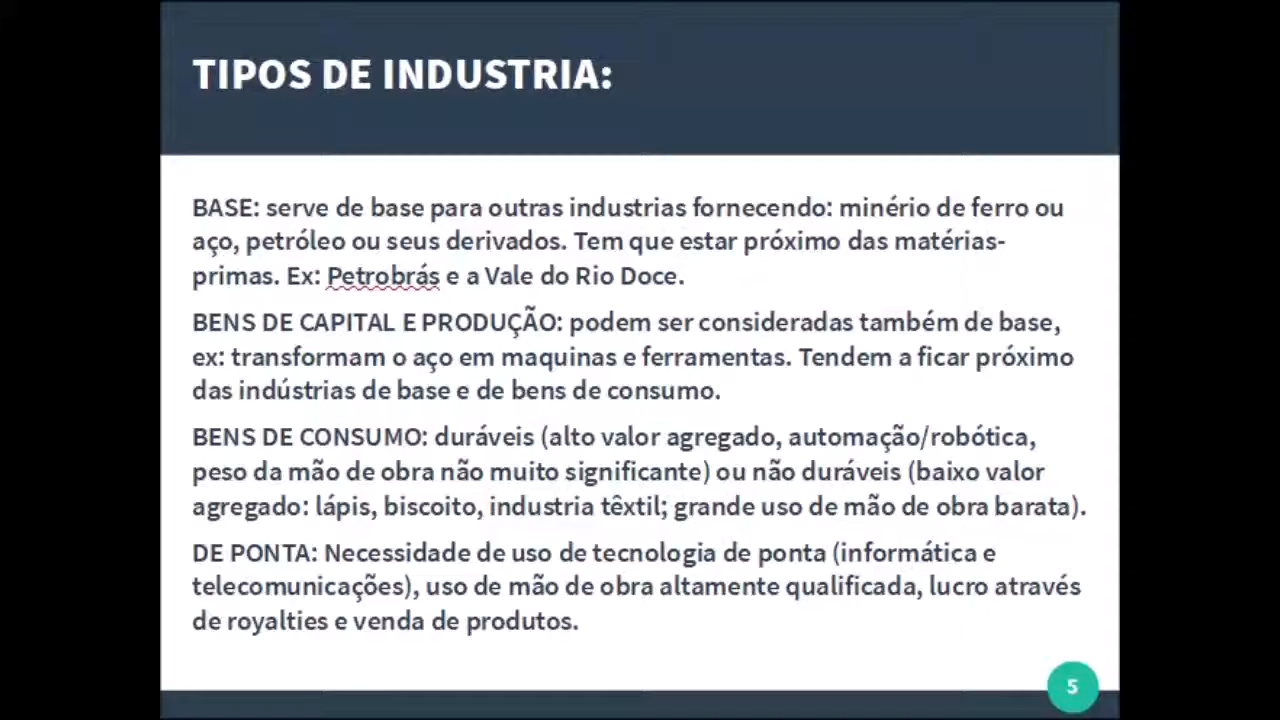 TIPOS DE INDUSTRIA:
BASE: serve de base para outras industrias fornecendo: minério de ferro ou
aço, petróleo ou seus derivados. Tem que estar próximo das matérias-
primas. Ex: Petrobrás e a Vale do Rio Doce.
BENS DE CAPITAL E PRODUÇÃO: podem ser consideradas também de base,
ex: transformam o aço em maquinas e ferramentas. Tendem a ficar próximo
das indústrias de base e de bens de consumo.
BENS DE CONSUMO: duráveis (alto valor agregado, automação/robótica,
peso da mão de obra não muito significante) ou não duráveis (baixo valor
agregado: lápis, biscoito, industria têxtil; grande uso de mão de obra barata).
DE PONTA: Necessidade de uso de tecnologia de ponta (informática e
telecomunicações), uso de mão de obra altamente qualificada, lucro através
de royalties e venda de produtos.
5